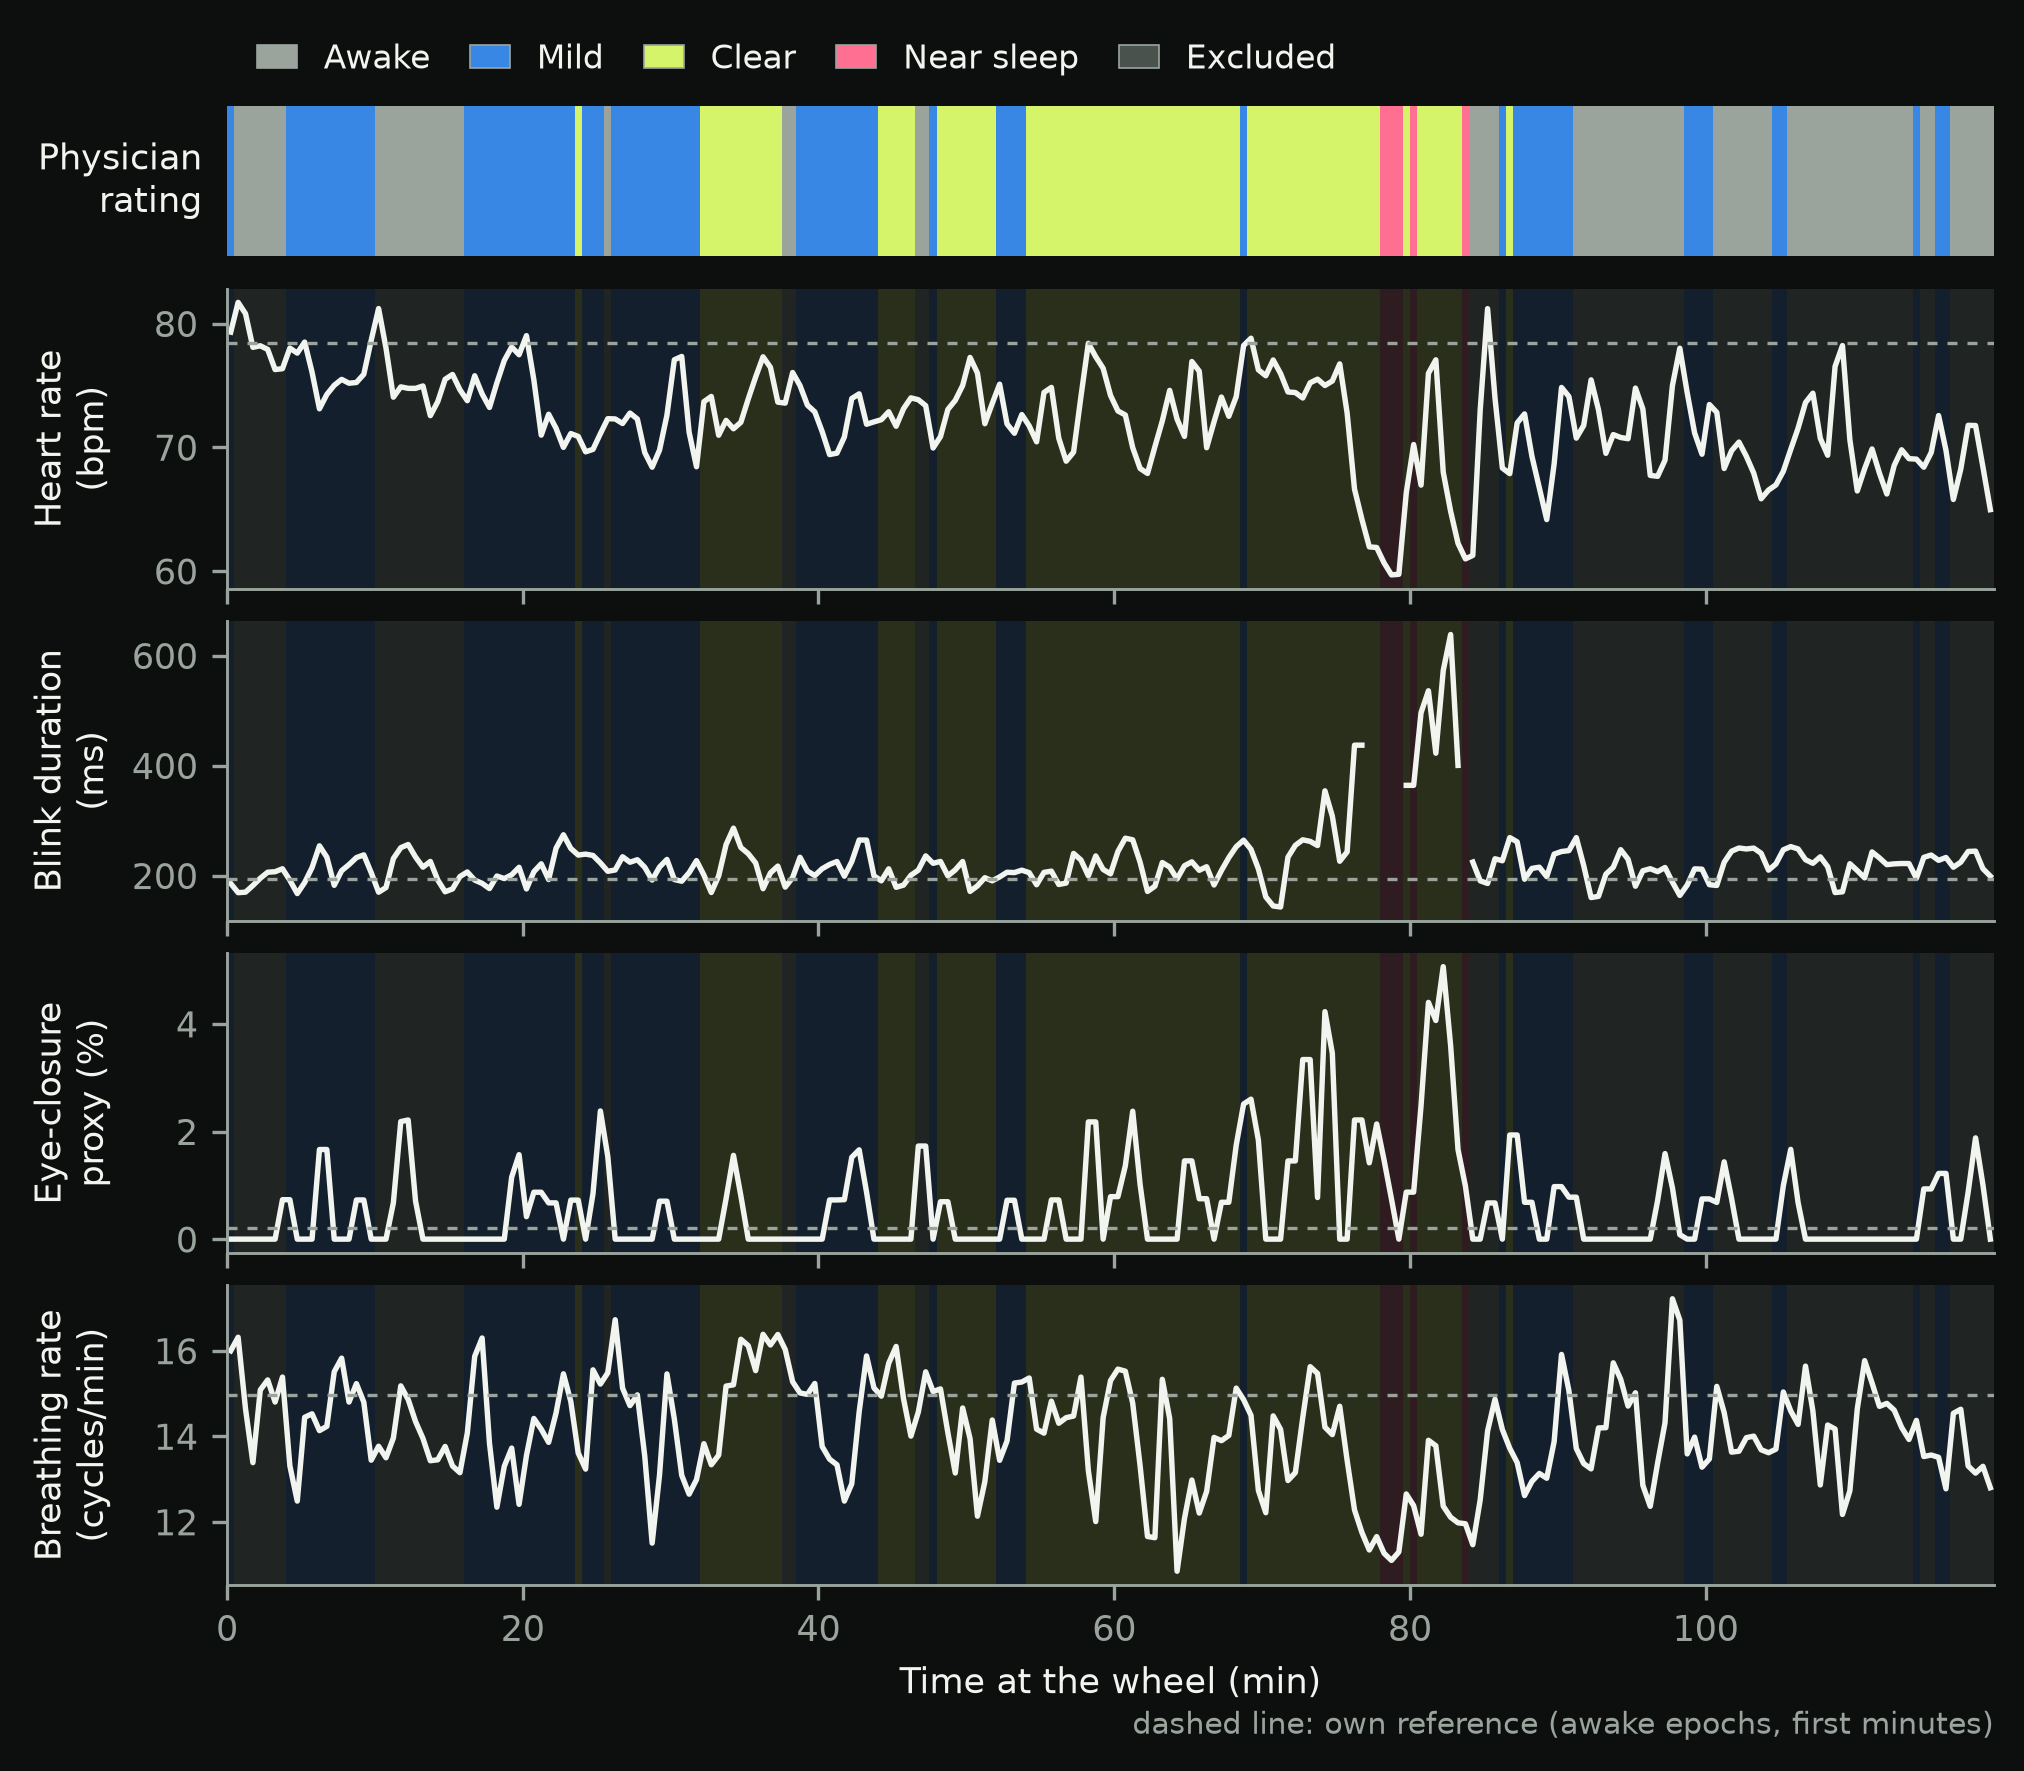 Awake Mild Clear Near sleep Excluded
Physician
rating
Heart rate
(bpm)
80
70
60
Blink duration
(ms)
600
400
200
Eye-closure
proxy (%)
4
2
0
Breathing rate
(cycles/min)
16
14
12
0 20 40 60 80 100
Time at the wheel (min)
dashed line: own reference (awake epochs, first minutes)